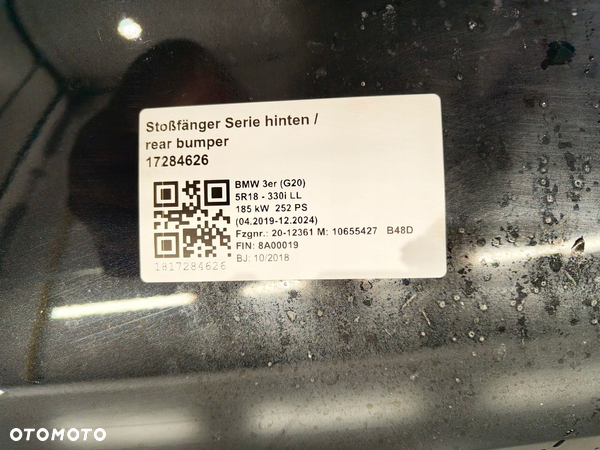 Stoßfänger Serie hinten /
rear bumper
17284626
BMW 3er (G20)
5R18 - 330i LL
185 kW 252 PS
(04.2019-12.2024)
Fzgnr.: 20-12361 M: 10655427 B48D
FIN: 8A00019
BJ: 10/2018
1817284626
OTOMOTO